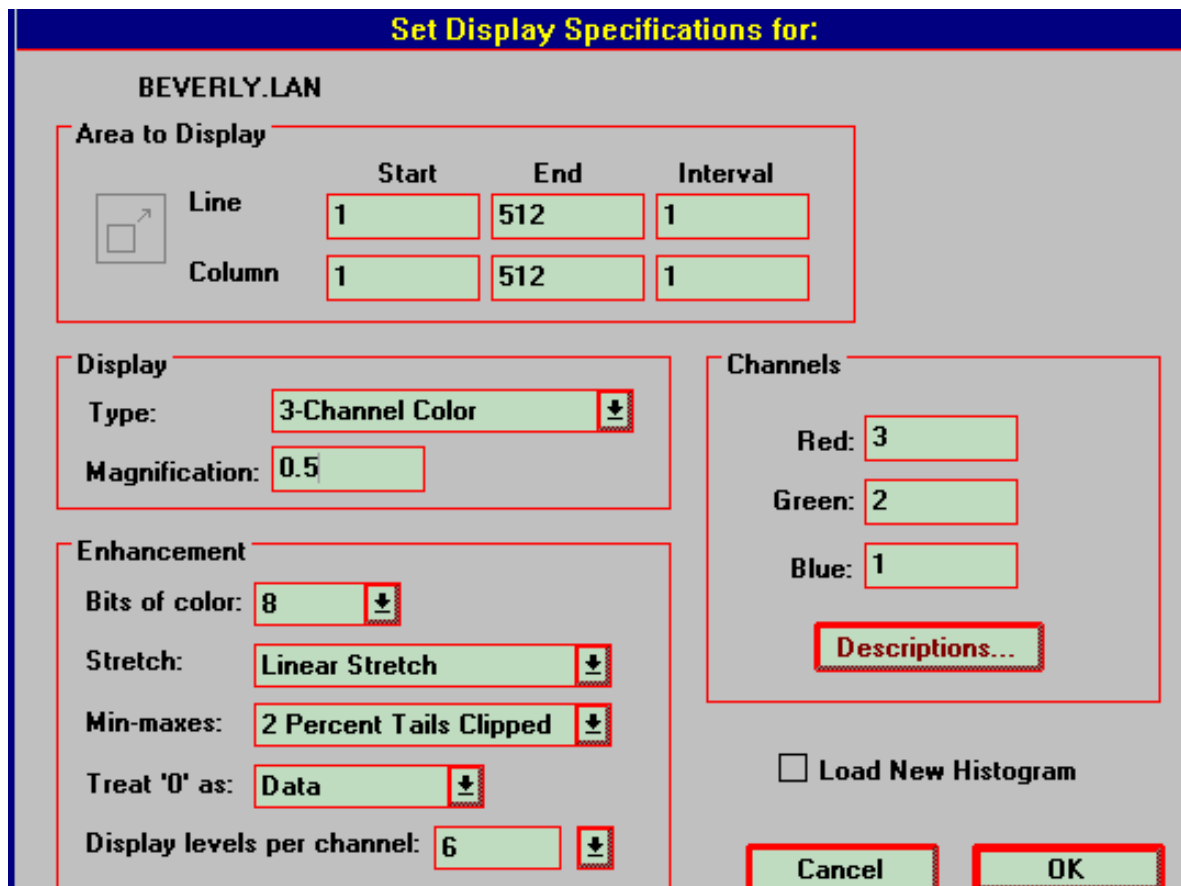 Set Display Specifications for:
BEVERLY.LAN
Area to Display
Start End Interval
Line 1 512 1
Column 1 512 1
Display
Type: 3-Channel Color
Magnification: 0.5
Channels
Red: 3
Green: 2
Blue: 1
Descriptions...
Enhancement
Bits of color: 8
Stretch: Linear Stretch
Min-maxes: 2 Percent Tails Clipped
Treat '0' as: Data
Display levels per channel: 6
Load New Histogram
Cancel OK